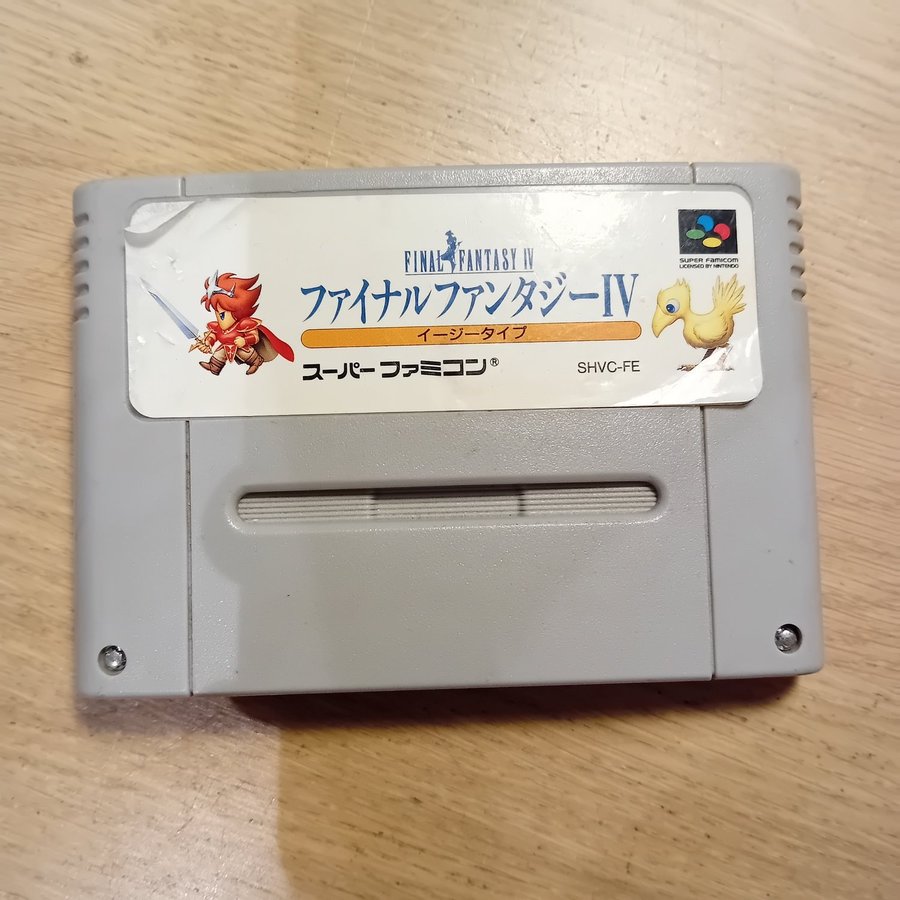 FINAL FANTASY IV
ファイナルファンタジーIV
イージータイプ
スーパーファミコン®
SHVC-FE
SUPER FAMICOM
LICENSED BY NINTENDO